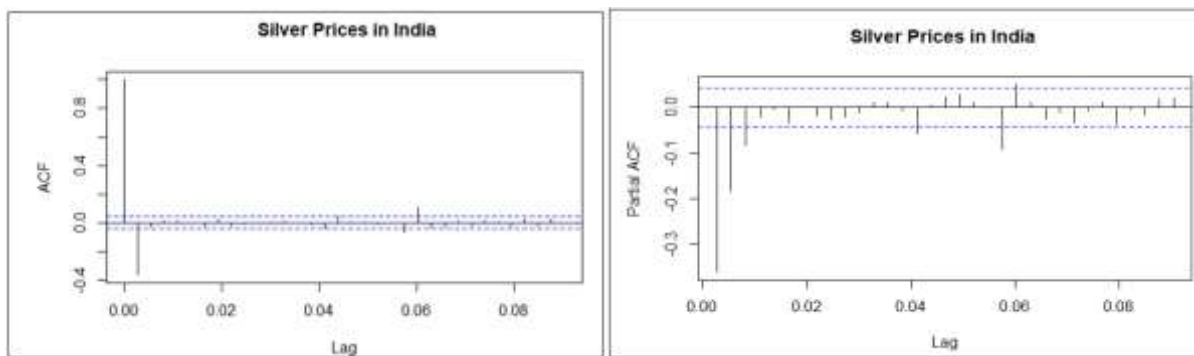 Silver Prices in India
ACF
0.8
0.4
0.0
-0.4
0.00 0.02 0.04 0.06 0.08
Lag
Silver Prices in India
Partial ACF
0.0
-0.1
-0.2
-0.3
0.00 0.02 0.04 0.06 0.08
Lag